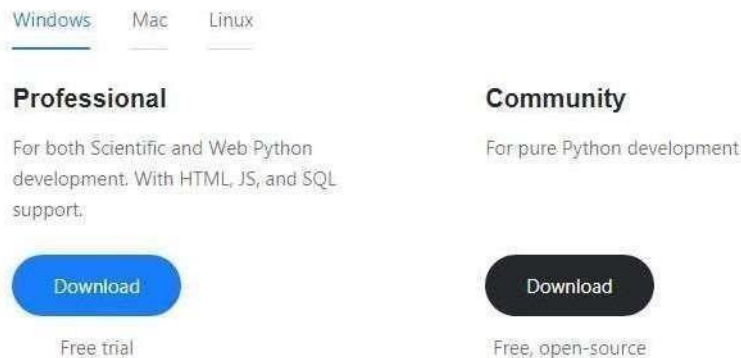 Windows Mac Linux
Professional
For both Scientific and Web Python
development. With HTML, JS, and SQL
support.
Download
Free trial
Community
For pure Python development
Download
Free, open-source